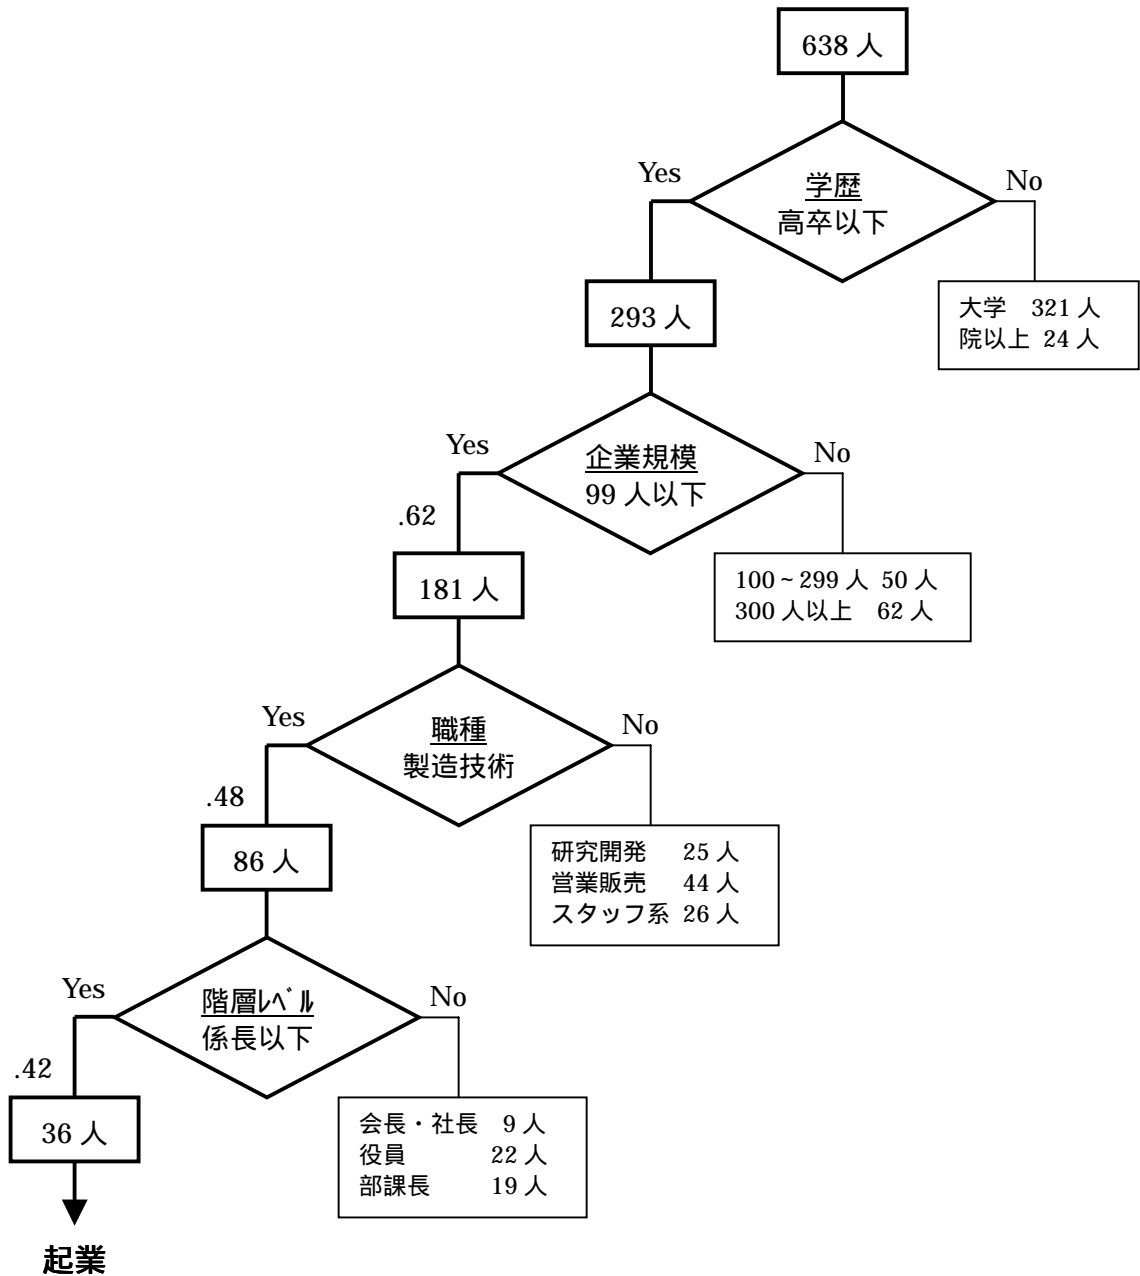 638 人
Yes
学歴
高卒以下
No
293 人
大学 321 人
院以上 24 人
Yes
企業規模
99 人以下
No
.62
181 人
100~299 人 50 人
300 人以上 62 人
Yes
職種
製造技術
No
.48
86 人
研究開発 25 人
営業販売 44 人
スタッフ系 26 人
Yes
階層ﾚﾍﾞﾙ
係長以下
No
.42
36 人
会長・社長 9 人
役員 22 人
部課長 19 人
起業